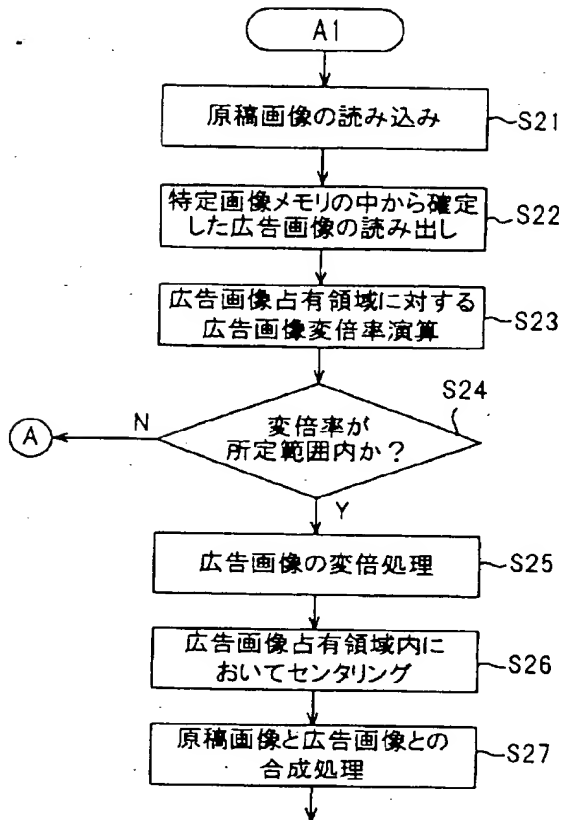 A1
原稿画像の読み込み
S21
特定画像メモリの中から確定
した広告画像の読み出し
S22
広告画像占有領域に対する
広告画像変倍率演算
S23
S24
変倍率が
所定範囲内か?
N
A
Y
広告画像の変倍処理
S25
広告画像占有領域内に
おいてセンタリング
S26
原稿画像と広告画像との
合成処理
S27